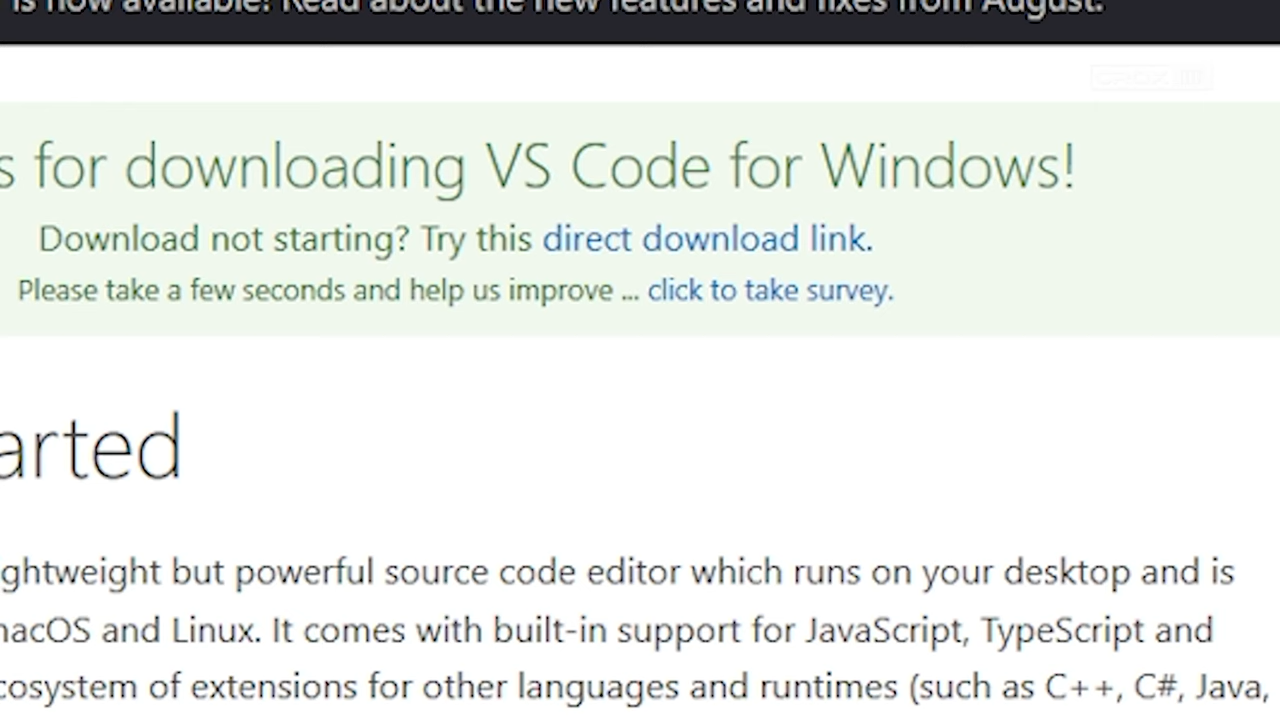 is now available! Read about the new features and fixes from August.
s for downloading VS Code for Windows!
Download not starting? Try this direct download link.
Please take a few seconds and help us improve ... click to take survey.
arted
ghtweight but powerful source code editor which runs on your desktop and is
macOS and Linux. It comes with built-in support for JavaScript, TypeScript and
cosystem of extensions for other languages and runtimes (such as C++, C#, Java,